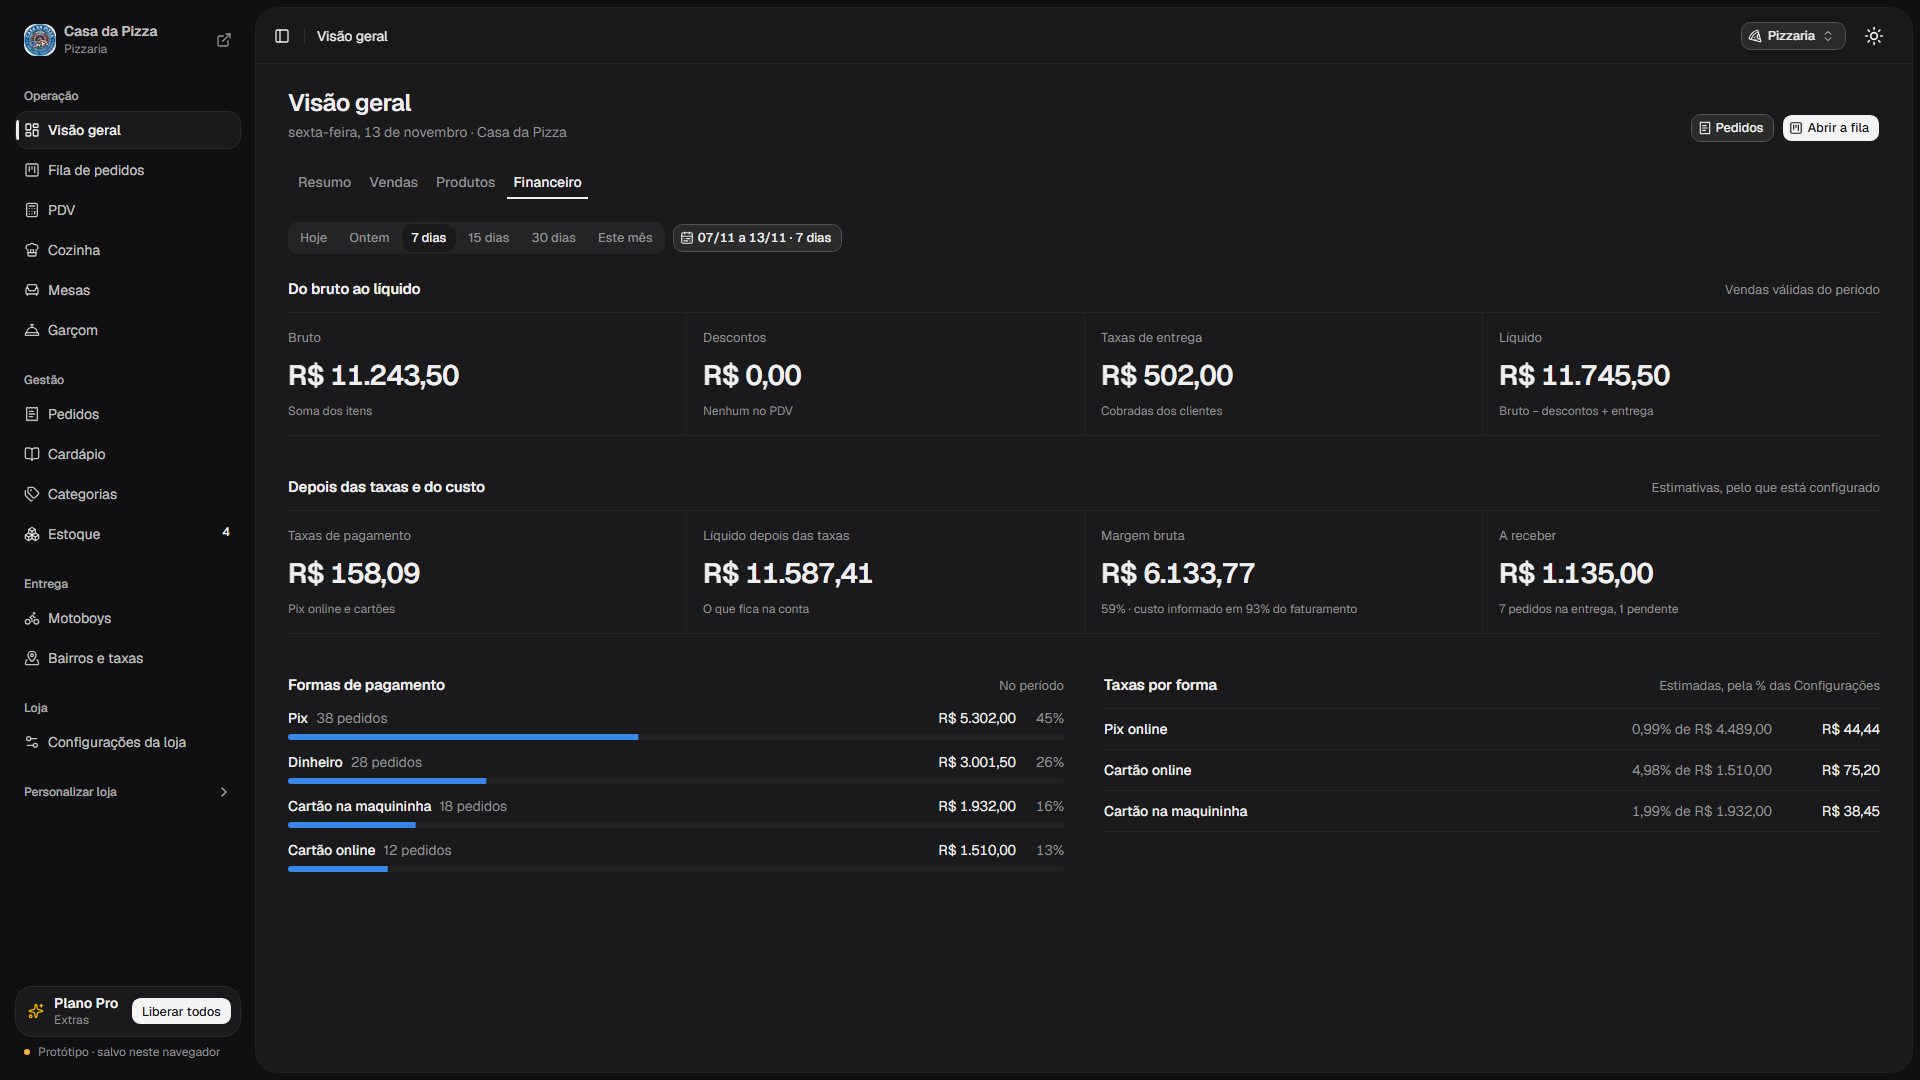 Casa da Pizza
Pizzaria
Operação
Visão geral
Fila de pedidos
PDV
Cozinha
Mesas
Garçom
Gestão
Pedidos
Cardápio
Categorias
Estoque 4
Entrega
Motoboys
Bairros e taxas
Loja
Configurações da loja
Personalizar loja
Plano Pro
Extras
Liberar todos
Protótipo · salvo neste navegador
Visão geral
Pizzaria
Visão geral
sexta-feira, 13 de novembro · Casa da Pizza
Pedidos
Abrir a fila
Resumo Vendas Produtos Financeiro
Hoje Ontem 7 dias 15 dias 30 dias Este mês 07/11 a 13/11 · 7 dias
Do bruto ao líquido Vendas válidas do período
Bruto
R$ 11.243,50
Soma dos itens
Descontos
R$ 0,00
Nenhum no PDV
Taxas de entrega
R$ 502,00
Cobradas dos clientes
Líquido
R$ 11.745,50
Bruto − descontos + entrega
Depois das taxas e do custo Estimativas, pelo que está configurado
Taxas de pagamento
R$ 158,09
Pix online e cartões
Líquido depois das taxas
R$ 11.587,41
O que fica na conta
Margem bruta
R$ 6.133,77
59% · custo informado em 93% do faturamento
A receber
R$ 1.135,00
7 pedidos na entrega, 1 pendente
Formas de pagamento No período
Pix 38 pedidos R$ 5.302,00 45%
Dinheiro 28 pedidos R$ 3.001,50 26%
Cartão na maquininha 18 pedidos R$ 1.932,00 16%
Cartão online 12 pedidos R$ 1.510,00 13%
Taxas por forma Estimadas, pela % das Configurações
Pix online 0,99% de R$ 4.489,00 R$ 44,44
Cartão online 4,98% de R$ 1.510,00 R$ 75,20
Cartão na maquininha 1,99% de R$ 1.932,00 R$ 38,45